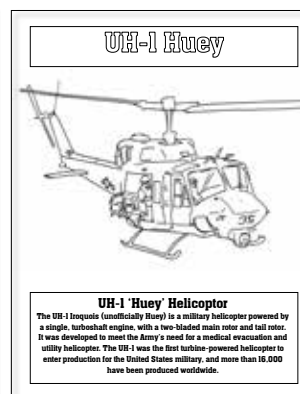 UH-1 Huey
35
UH-1 'Huey' Helicoptor
The UH-1 Iroquois (unofficially Huey) is a military helicopter powered by
a single, turboshaft engine, with a two-bladed main rotor and tail rotor.
It was developed to meet the Army's need for a medical evacuation and
utility helicopter. The UH-1 was the first turbine-powered helicopter to
enter production for the United States military, and more than 16,000
have been produced worldwide.